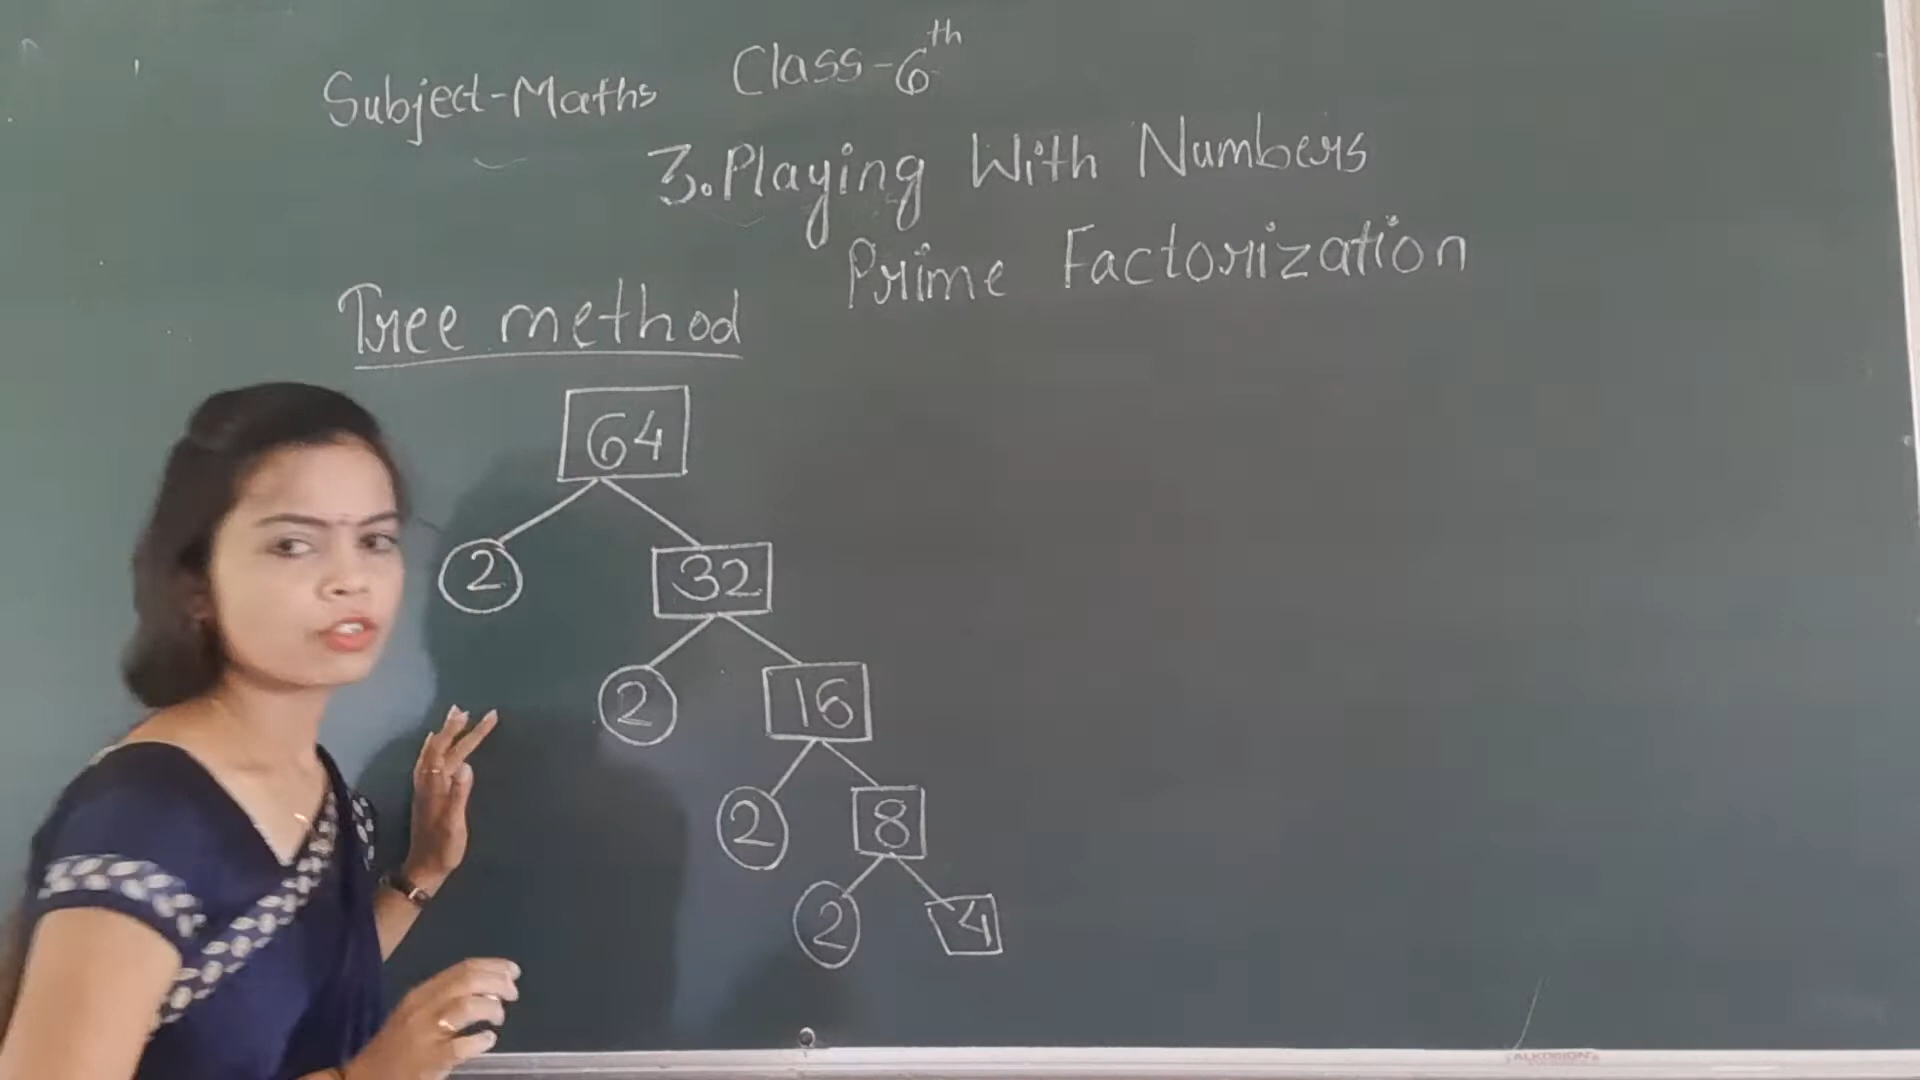 Subject-Maths Class-6th
3. Playing With Numbers
Prime Factorization
Tree method
64
2 32
2 16
2 8
2 4